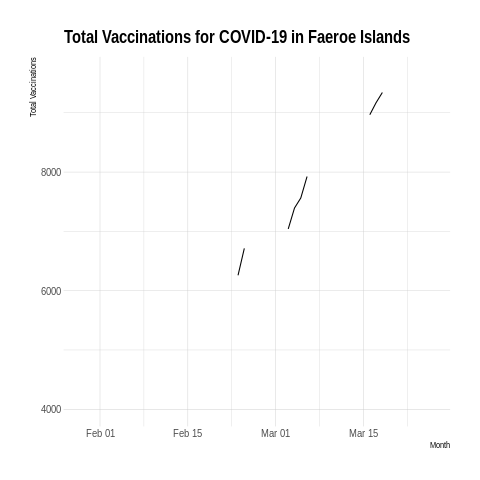 Total Vaccinations for COVID-19 in Faeroe Islands
Total Vaccinations
8000
6000
4000
Feb 01 Feb 15 Mar 01 Mar 15
Month